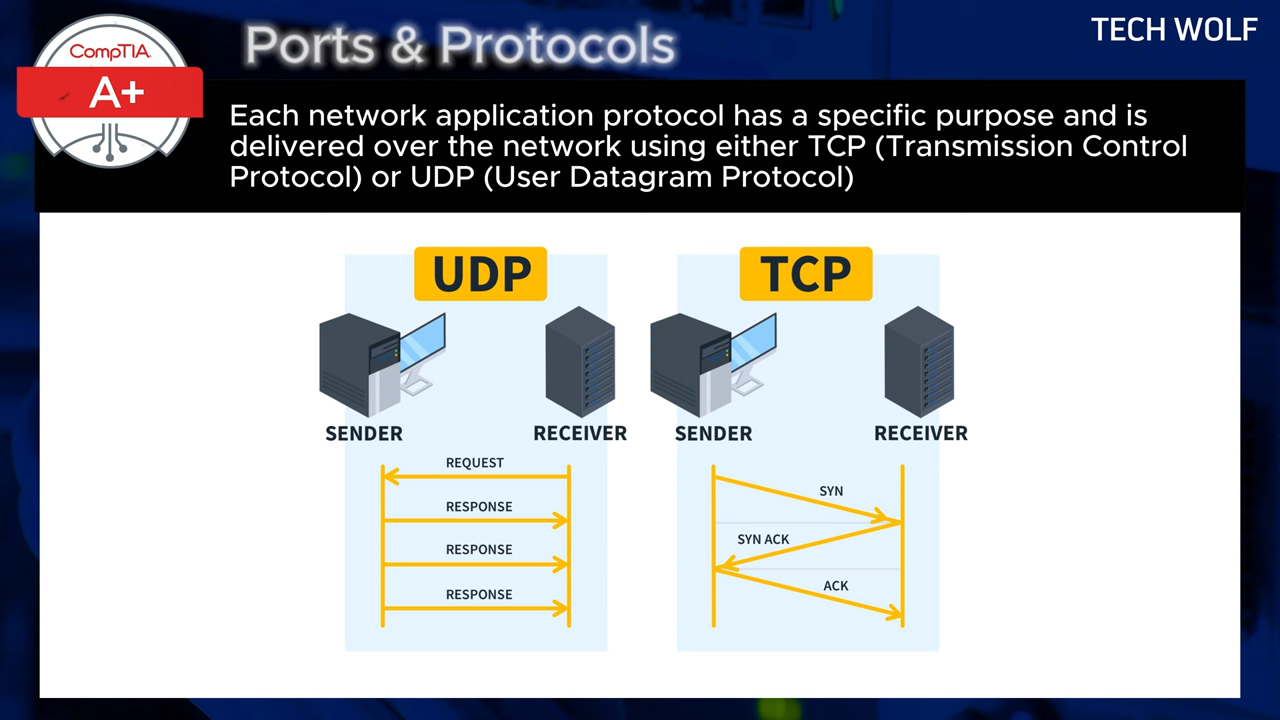 CompTIA.
A+
Ports & Protocols
TECH WOLF
Each network application protocol has a specific purpose and is
delivered over the network using either TCP (Transmission Control
Protocol) or UDP (User Datagram Protocol)
UDP
SENDER
RECEIVER
REQUEST
RESPONSE
RESPONSE
RESPONSE
TCP
SENDER
RECEIVER
SYN
SYN ACK
ACK